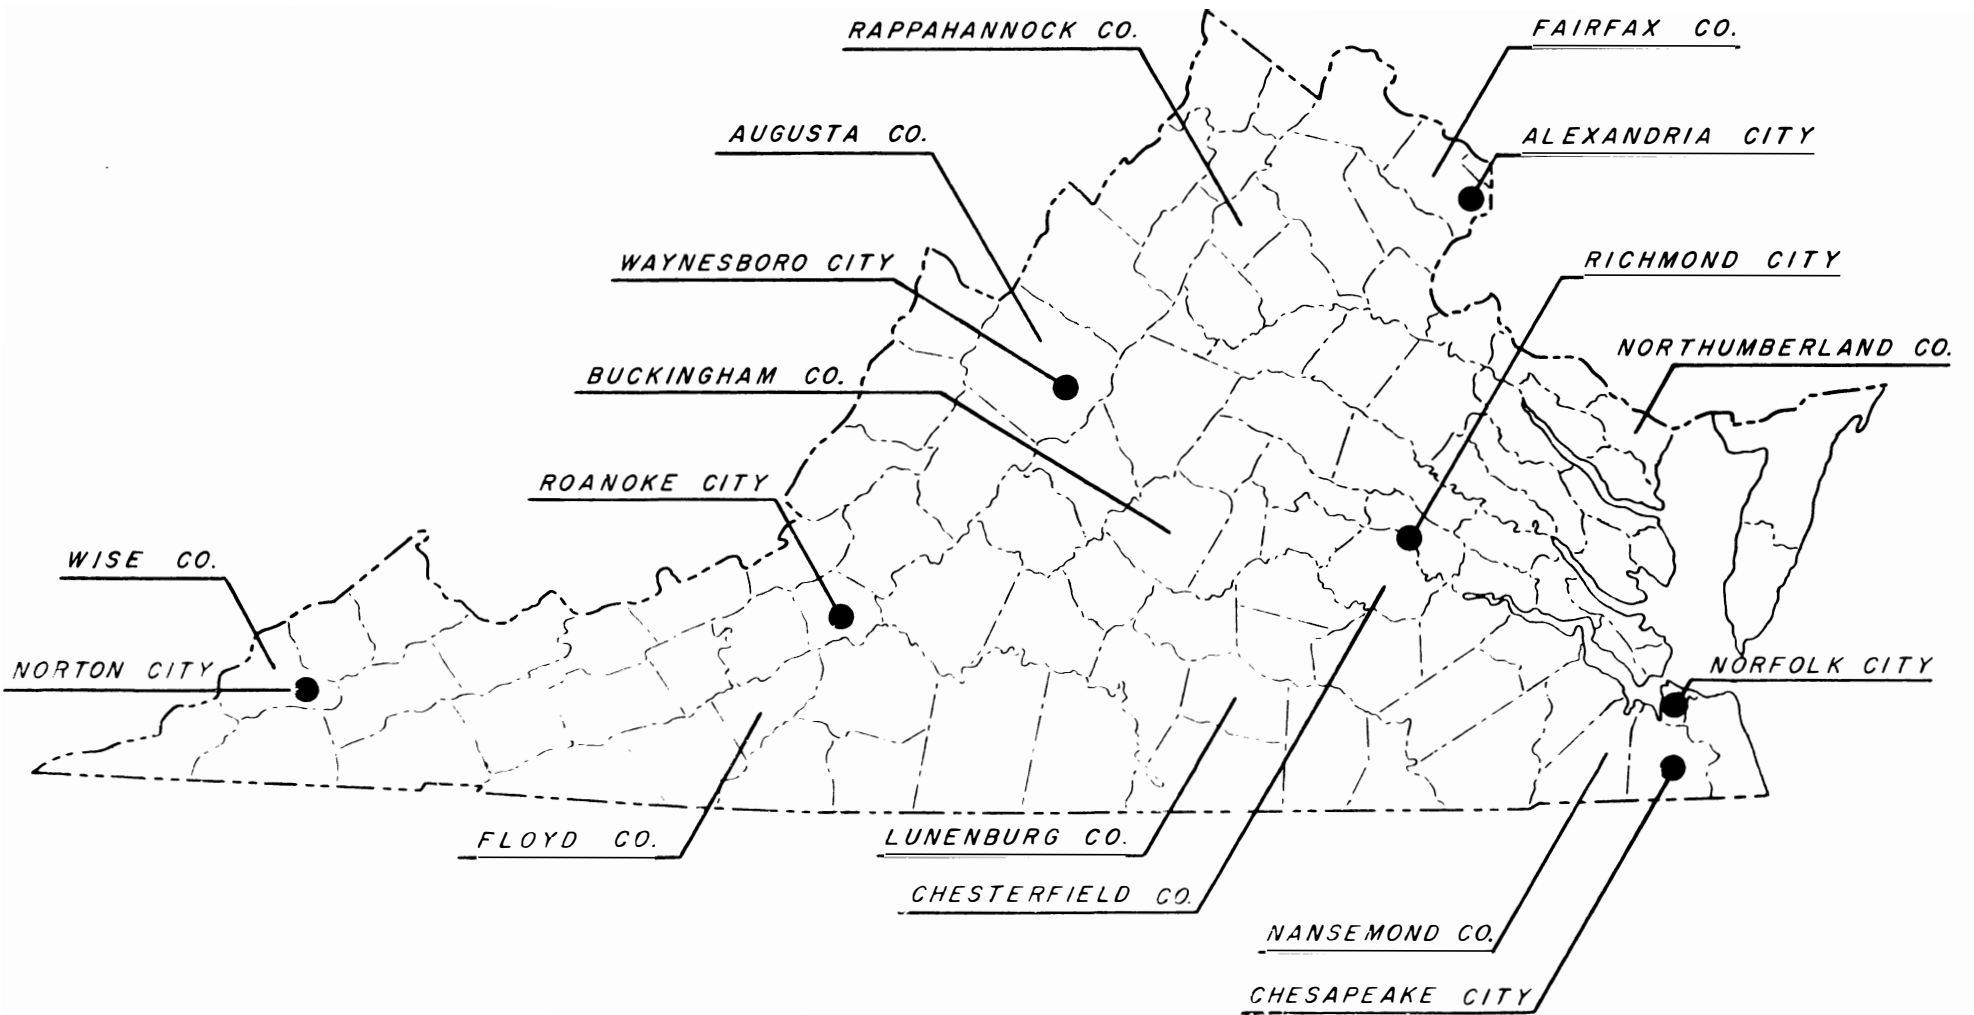 RAPPAHANNOCK CO.
FAIRFAX CO.
AUGUSTA CO.
ALEXANDRIA CITY
WAYNESBORO CITY
RICHMOND CITY
BUCKINGHAM CO.
NORTHUMBERLAND CO.
ROANOKE CITY
WISE CO.
NORTON CITY
NORFOLK CITY
FLOYD CO.
LUNENBURG CO.
CHESTERFIELD CO.
NANSEMOND CO.
CHESAPEAKE CITY